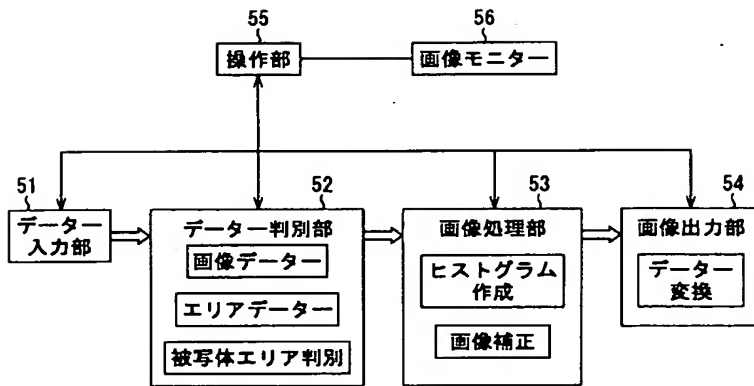 55
56
操作部
画像モニター
51
52
53
54
データー
入力部
データー判別部
画像データー
エリアデーター
被写体エリア判別
画像処理部
ヒストグラム
作成
画像補正
画像出力部
データー
変換